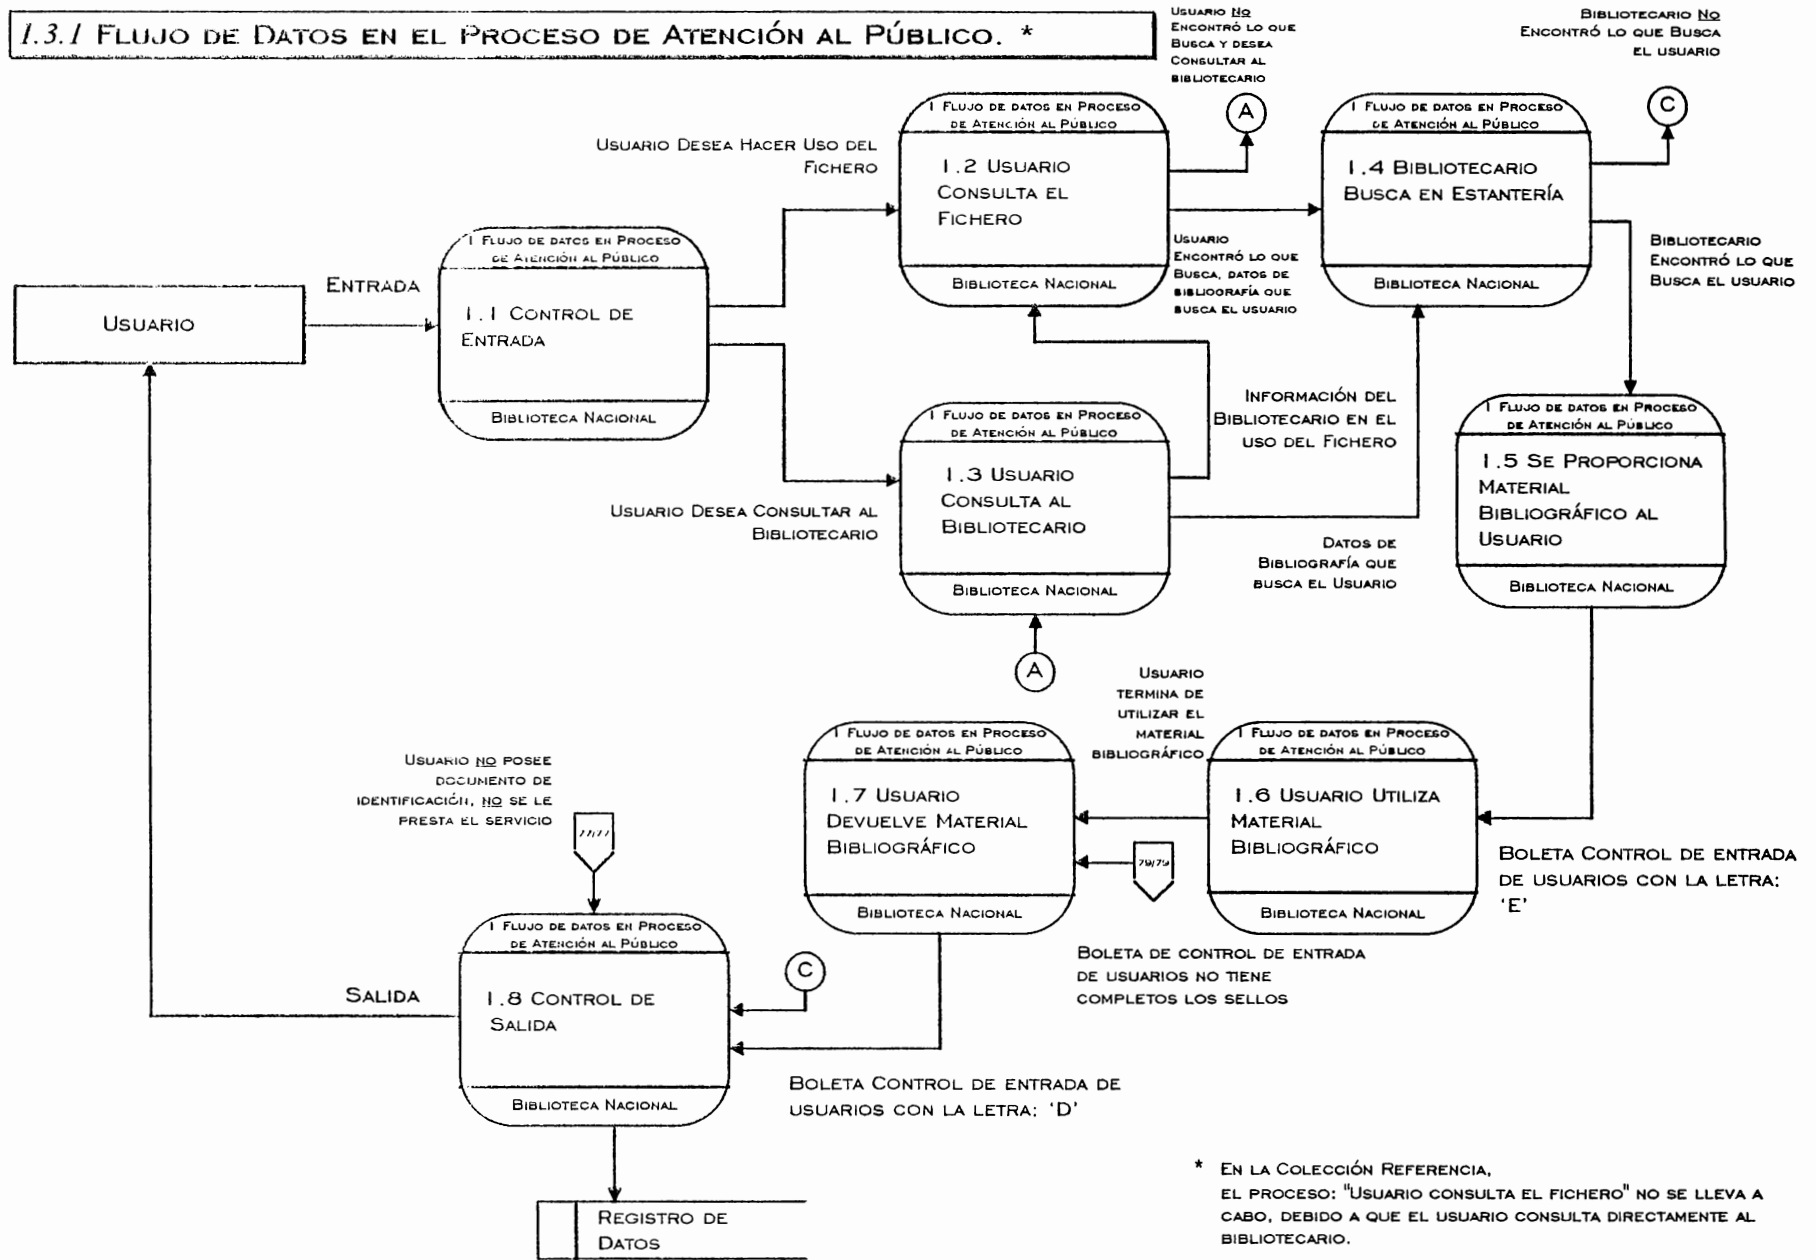 1.3.1 FLUJO DE DATOS EN EL PROCESO DE ATENCIÓN AL PÚBLICO. *
USUARIO NO
ENCONTRÓ LO QUE
BUSCA Y DESEA
CONSULTAR AL
BIBLIOTECARIO
A
BIBLIOTECARIO NO
ENCONTRÓ LO QUE BUSCA
EL USUARIO
C
USUARIO DESEA HACER USO DEL
FICHERO
1 FLUJO DE DATOS EN PROCESO
DE ATENCIÓN AL PÚBLICO
1.2 USUARIO
CONSULTA EL
FICHERO
BIBLIOTECA NACIONAL
1 FLUJO DE DATOS EN PROCESO
DE ATENCIÓN AL PÚBLICO
1.4 BIBLIOTECARIO
BUSCA EN ESTANTERÍA
BIBLIOTECA NACIONAL
USUARIO
ENCONTRÓ LO QUE
BUSCA, DATOS DE
BIBLIOGRAFÍA QUE
BUSCA EL USUARIO
BIBLIOTECARIO
ENCONTRÓ LO QUE
BUSCA EL USUARIO
USUARIO
ENTRADA
1 FLUJO DE DATOS EN PROCESO
DE ATENCIÓN AL PÚBLICO
1.1 CONTROL DE
ENTRADA
BIBLIOTECA NACIONAL
USUARIO DESEA CONSULTAR AL
BIBLIOTECARIO
1 FLUJO DE DATOS EN PROCESO
DE ATENCIÓN AL PÚBLICO
1.3 USUARIO
CONSULTA AL
BIBLIOTECARIO
BIBLIOTECA NACIONAL
A
INFORMACIÓN DEL
BIBLIOTECARIO EN EL
USO DEL FICHERO
DATOS DE
BIBLIOGRAFÍA QUE
BUSCA EL USUARIO
1 FLUJO DE DATOS EN PROCESO
DE ATENCIÓN AL PÚBLICO
1.5 SE PROPORCIONA
MATERIAL
BIBLIOGRÁFICO AL
USUARIO
BIBLIOTECA NACIONAL
USUARIO
TERMINA DE
UTILIZAR EL
MATERIAL
BIBLIOGRÁFICO
1 FLUJO DE DATOS EN PROCESO
DE ATENCIÓN AL PÚBLICO
1.7 USUARIO
DEVUELVE MATERIAL
BIBLIOGRÁFICO
BIBLIOTECA NACIONAL
79/79
1 FLUJO DE DATOS EN PROCESO
DE ATENCIÓN AL PÚBLICO
1.6 USUARIO UTILIZA
MATERIAL
BIBLIOGRÁFICO
BIBLIOTECA NACIONAL
BOLETA CONTROL DE ENTRADA
DE USUARIOS CON LA LETRA:
'E'
BOLETA DE CONTROL DE ENTRADA
DE USUARIOS NO TIENE
COMPLETOS LOS SELLOS
USUARIO NO POSEE
DOCUMENTO DE
IDENTIFICACIÓN, NO SE LE
PRESTA EL SERVICIO
77/77
1 FLUJO DE DATOS EN PROCESO
DE ATENCIÓN AL PÚBLICO
1.8 CONTROL DE
SALIDA
BIBLIOTECA NACIONAL
SALIDA
C
BOLETA CONTROL DE ENTRADA DE
USUARIOS CON LA LETRA: 'D'
REGISTRO DE
DATOS
* EN LA COLECCIÓN REFERENCIA,
EL PROCESO: "USUARIO CONSULTA EL FICHERO" NO SE LLEVA A
CABO, DEBIDO A QUE EL USUARIO CONSULTA DIRECTAMENTE AL
BIBLIOTECARIO.